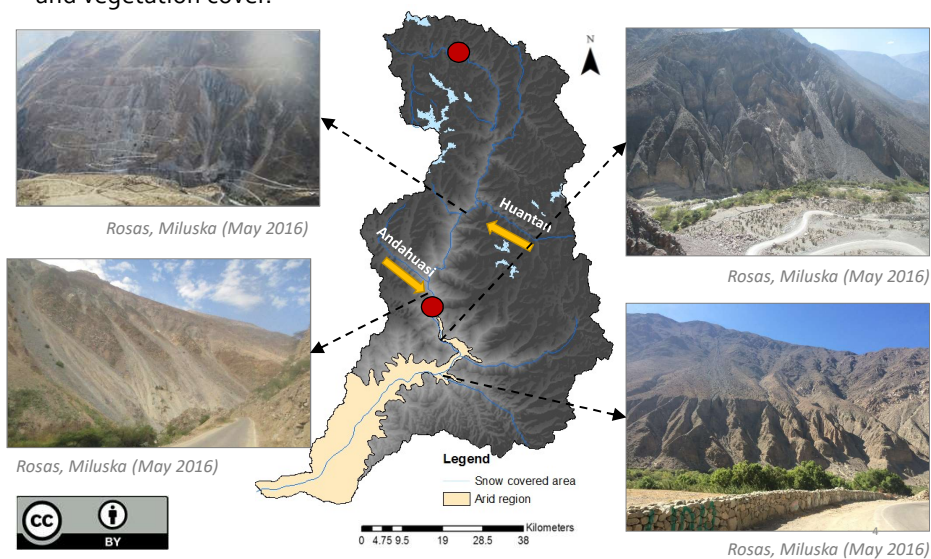 and vegetation cover.
N
Rosas, Miluska (May 2016)
Huantau
Andahuasi
Rosas, Miluska (May 2016)
Rosas, Miluska (May 2016)
Legend
Snow covered area
Arid region
Kilometers
0 4.75 9.5 19 28.5 38
cc
BY
4
Rosas, Miluska (May 2016)